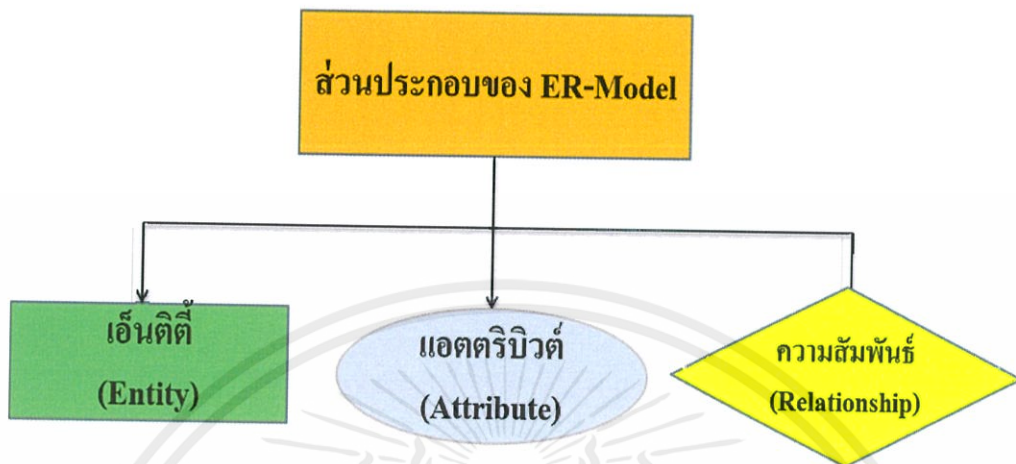 ส่วนประกอบของ ER-Model
เอ็นติตี้
(Entity)
แอตตริบิวต์
(Attribute)
ความสัมพันธ์
(Relationship)